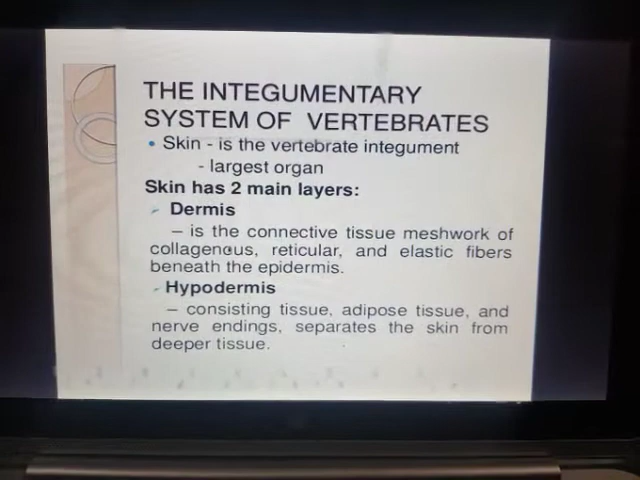 THE INTEGUMENTARY
SYSTEM OF VERTEBRATES
• Skin - is the vertebrate integument
- largest organ
Skin has 2 main layers:
Dermis
– is the connective tissue meshwork of
collagenous, reticular, and elastic fibers
beneath the epidermis.
Hypodermis
– consisting tissue, adipose tissue, and
nerve endings, separates the skin from
deeper tissue.